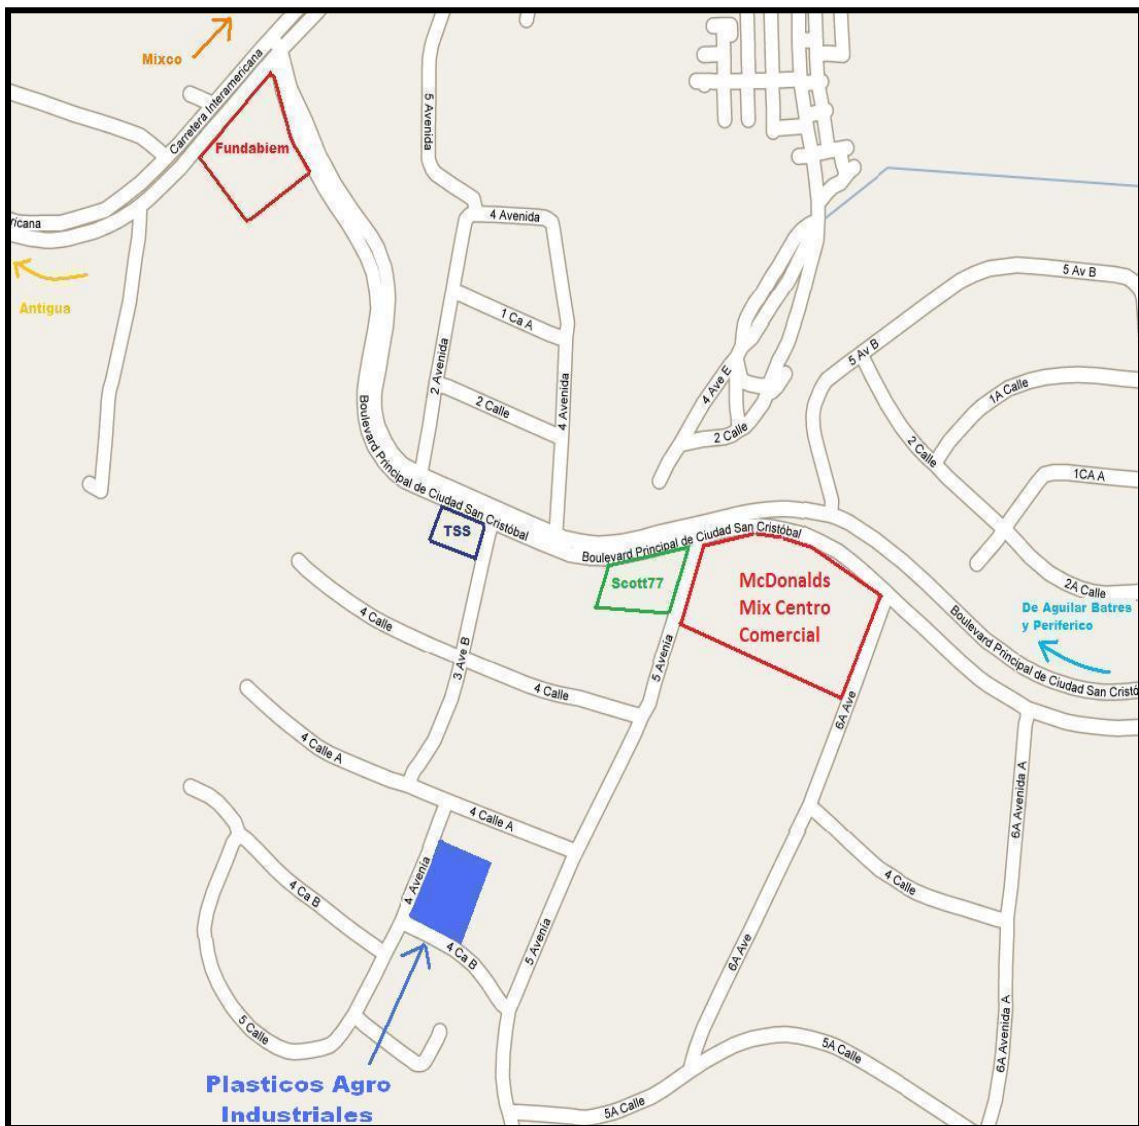 Mixco
Carretera Interamericana
5 Avenida
Fundabiem
ricana
4 Avenida
Antigua
1 Ca A
2 Avenida
2 Calle
4 Avenida
4 Ave E
2 Calle
5 Av B
5 Av B
1A Calle
2 Calle
1CA A
2A Calle
Boulevard Principal de Ciudad San Cristóbal
TSS
Boulevard Principal de Ciudad San Cristóbal
Scott77
McDonalds
Mix Centro
Comercial
De Aguilar Batres
y Periferico
Boulevard Principal de Ciudad San Cristó
4 Calle
3 Ave B
4 Calle
5 Avenia
6A Ave
4 Calle A
4 Calle A
6A Avenida A
4 Avenia
4 Calle
4 Ca B
4 Ca B
5 Avenia
6A Ave
5 Calle
5A Calle
6A Avenida A
Plasticos Agro
Industriales
5A Calle